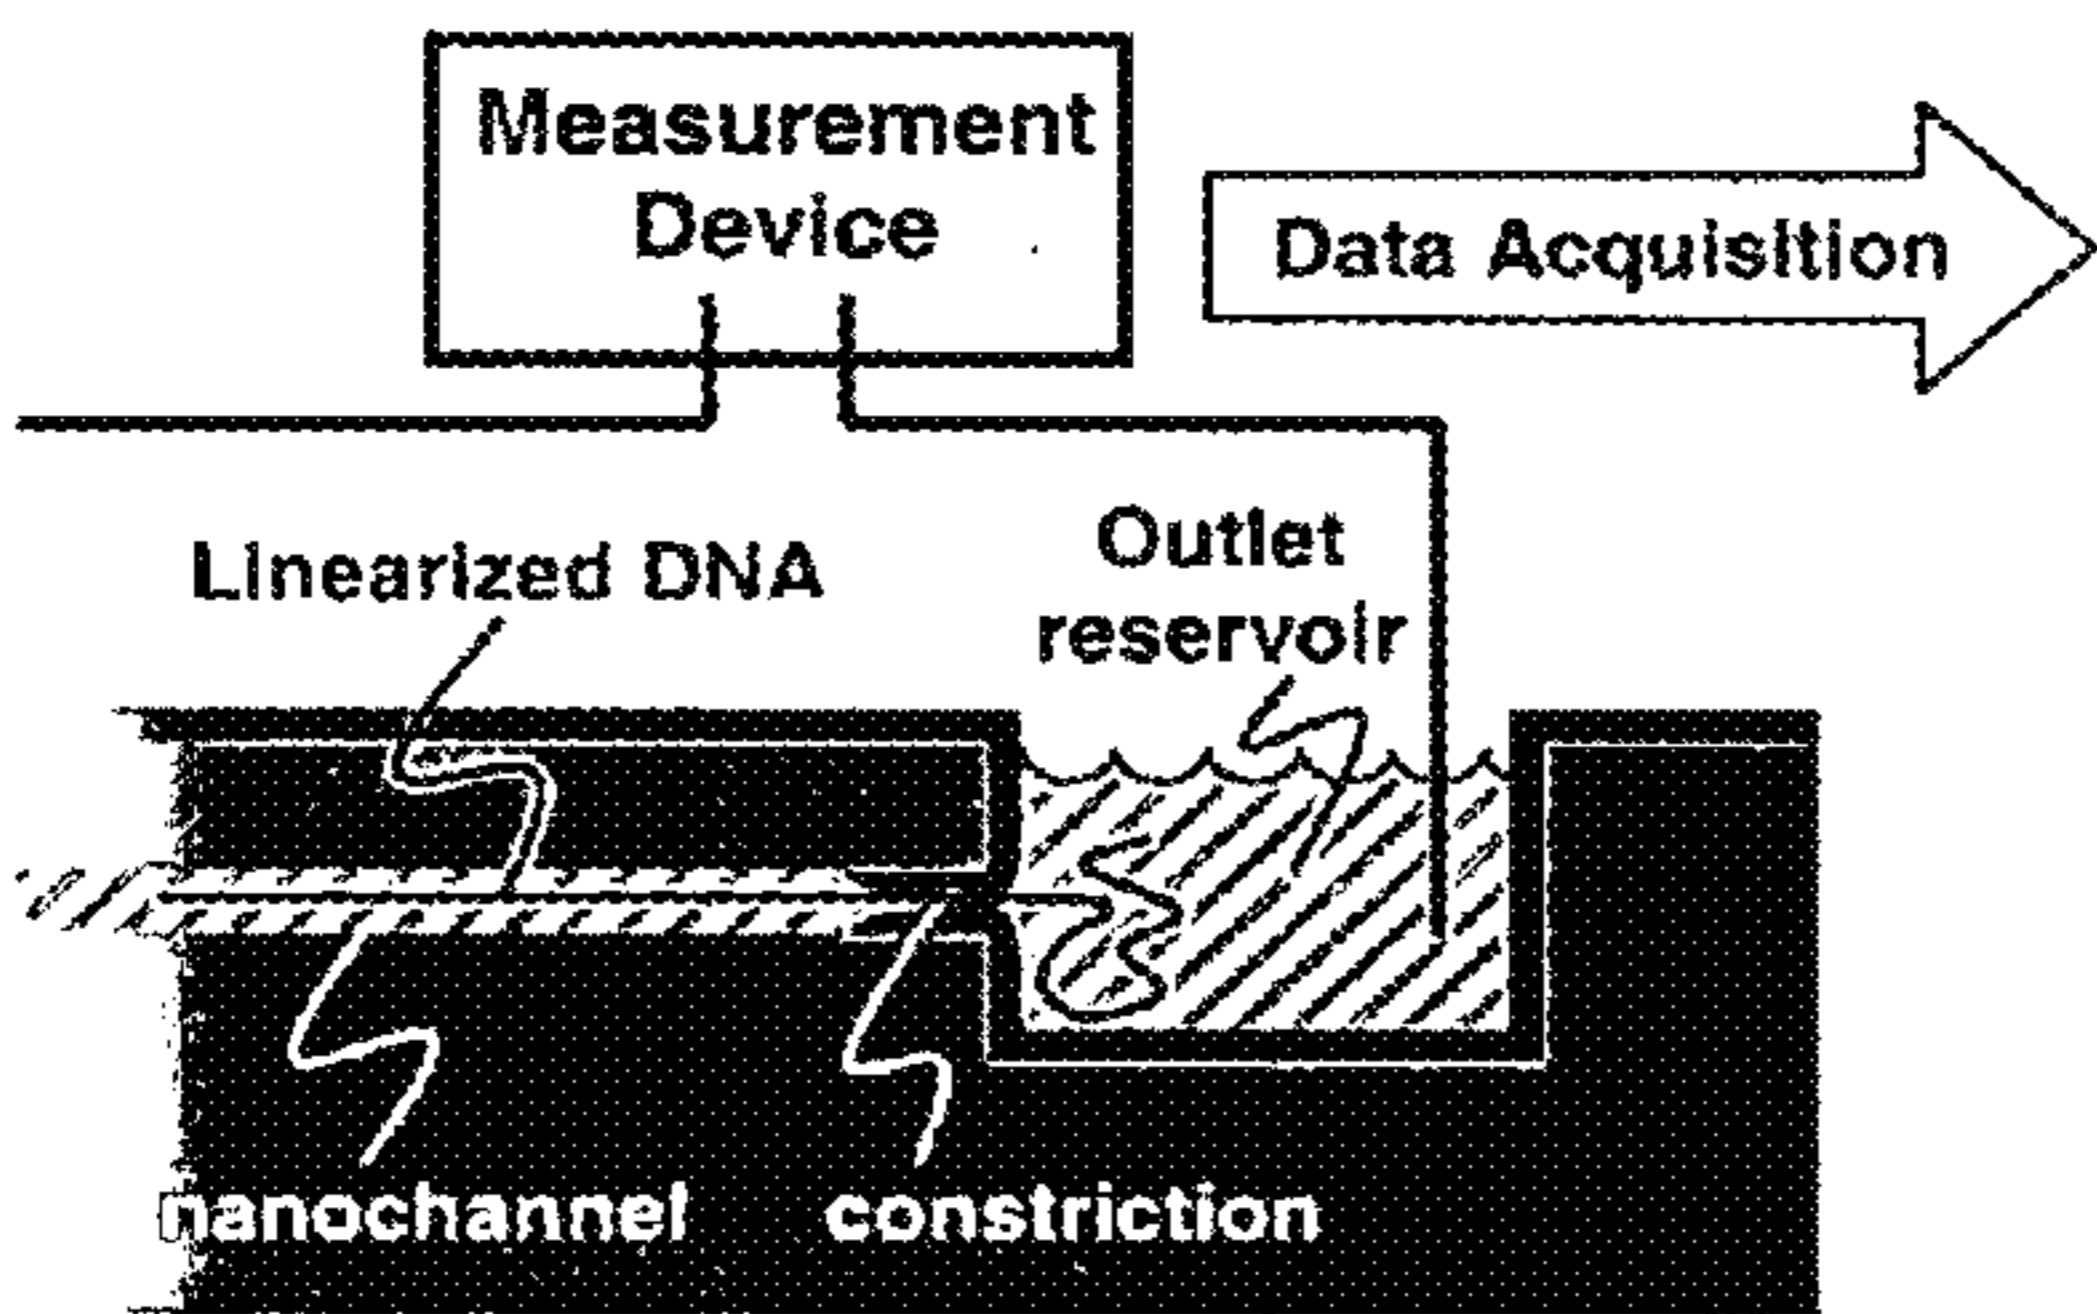 Measurement
Device
Data Acquisition
Linearized DNA
Outlet
reservoir
nanochannel
constriction